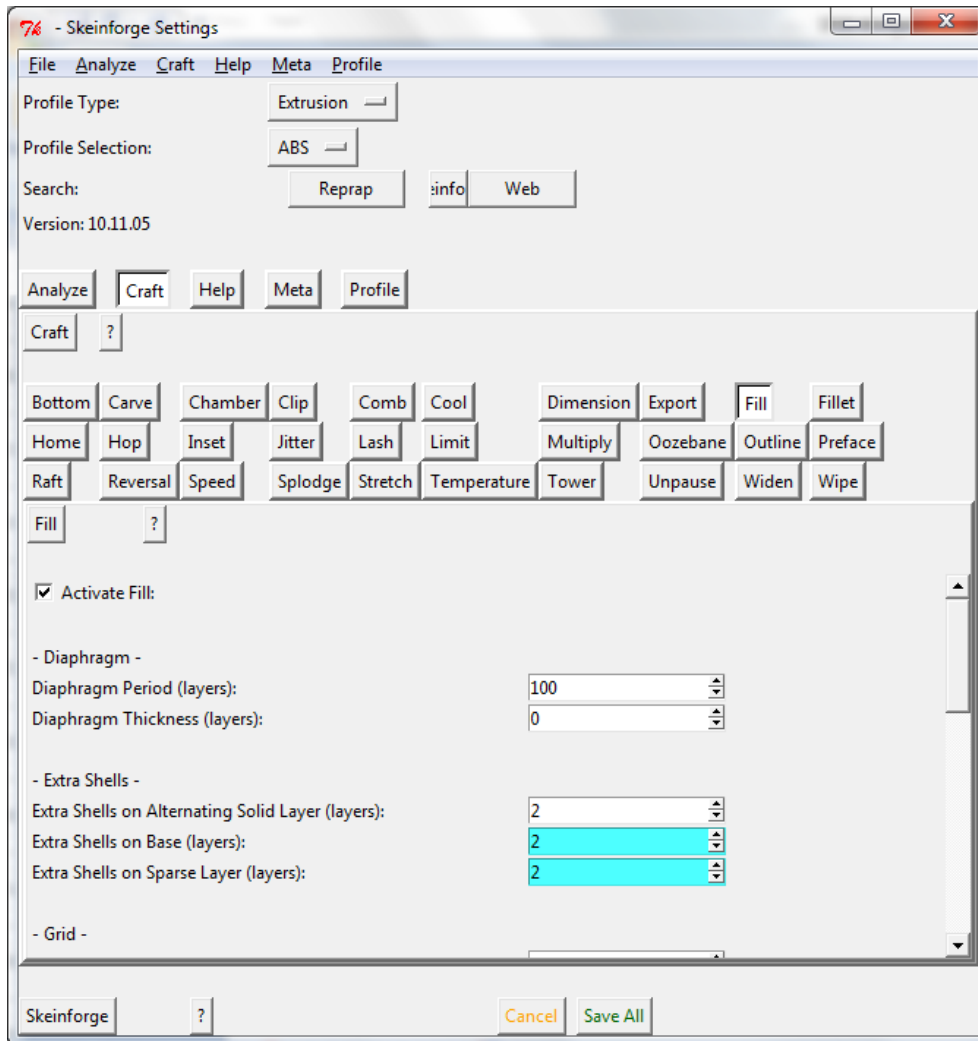 - Skeinforge Settings
File Analyze Craft Help Meta Profile
Profile Type: Extrusion
Profile Selection: ABS
Search: Reprap einfo Web
Version: 10.11.05
Analyze Craft Help Meta Profile
Craft ?
Bottom Carve Chamber Clip Comb Cool Dimension Export Fill Fillet
Home Hop Inset Jitter Lash Limit Multiply Oozebane Outline Preface
Raft Reversal Speed Splodge Stretch Temperature Tower Unpause Widen Wipe
Fill ?
Activate Fill:
- Diaphragm -
Diaphragm Period (layers): 100
Diaphragm Thickness (layers): 0
- Extra Shells -
Extra Shells on Alternating Solid Layer (layers): 2
Extra Shells on Base (layers): 2
Extra Shells on Sparse Layer (layers): 2
- Grid -
Skeinforge ? Cancel Save All